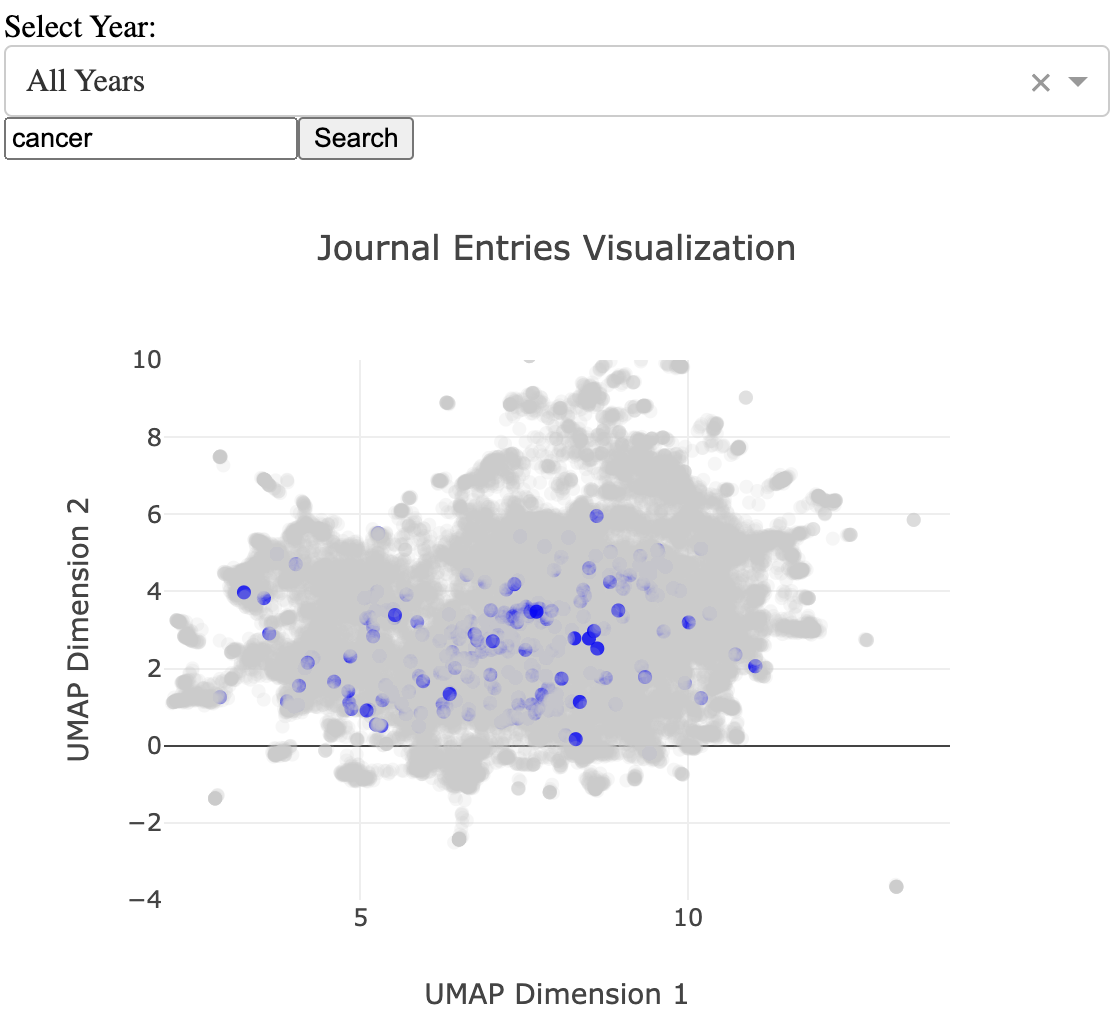 Select Year:
All Years
cancer Search
Journal Entries Visualization
10
8
6
4
2
0
−2
−4
UMAP Dimension 2
5 10
UMAP Dimension 1